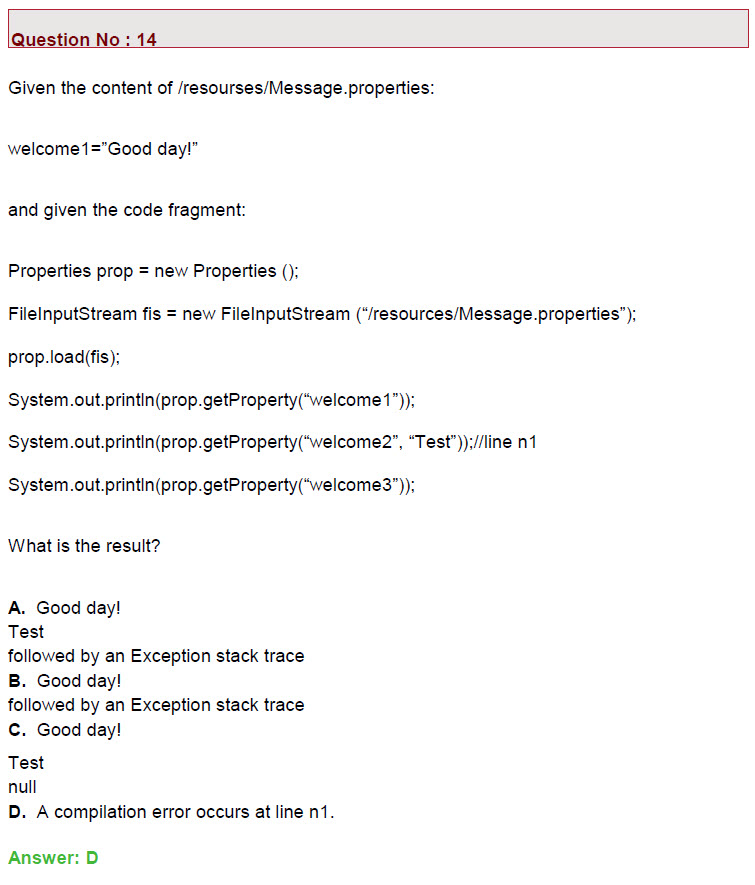 Question No : 14
Given the content of /resourses/Message.properties:
welcome1=”Good day!”
and given the code fragment:
Properties prop = new Properties ();
FileInputStream fis = new FileInputStream (“/resources/Message.properties”);
prop.load(fis);
System.out.println(prop.getProperty(“welcome1”));
System.out.println(prop.getProperty(“welcome2”, “Test”));//line n1
System.out.println(prop.getProperty(“welcome3”));
What is the result?
A. Good day!
Test
followed by an Exception stack trace
B. Good day!
followed by an Exception stack trace
C. Good day!
Test
null
D. A compilation error occurs at line n1.
Answer: D